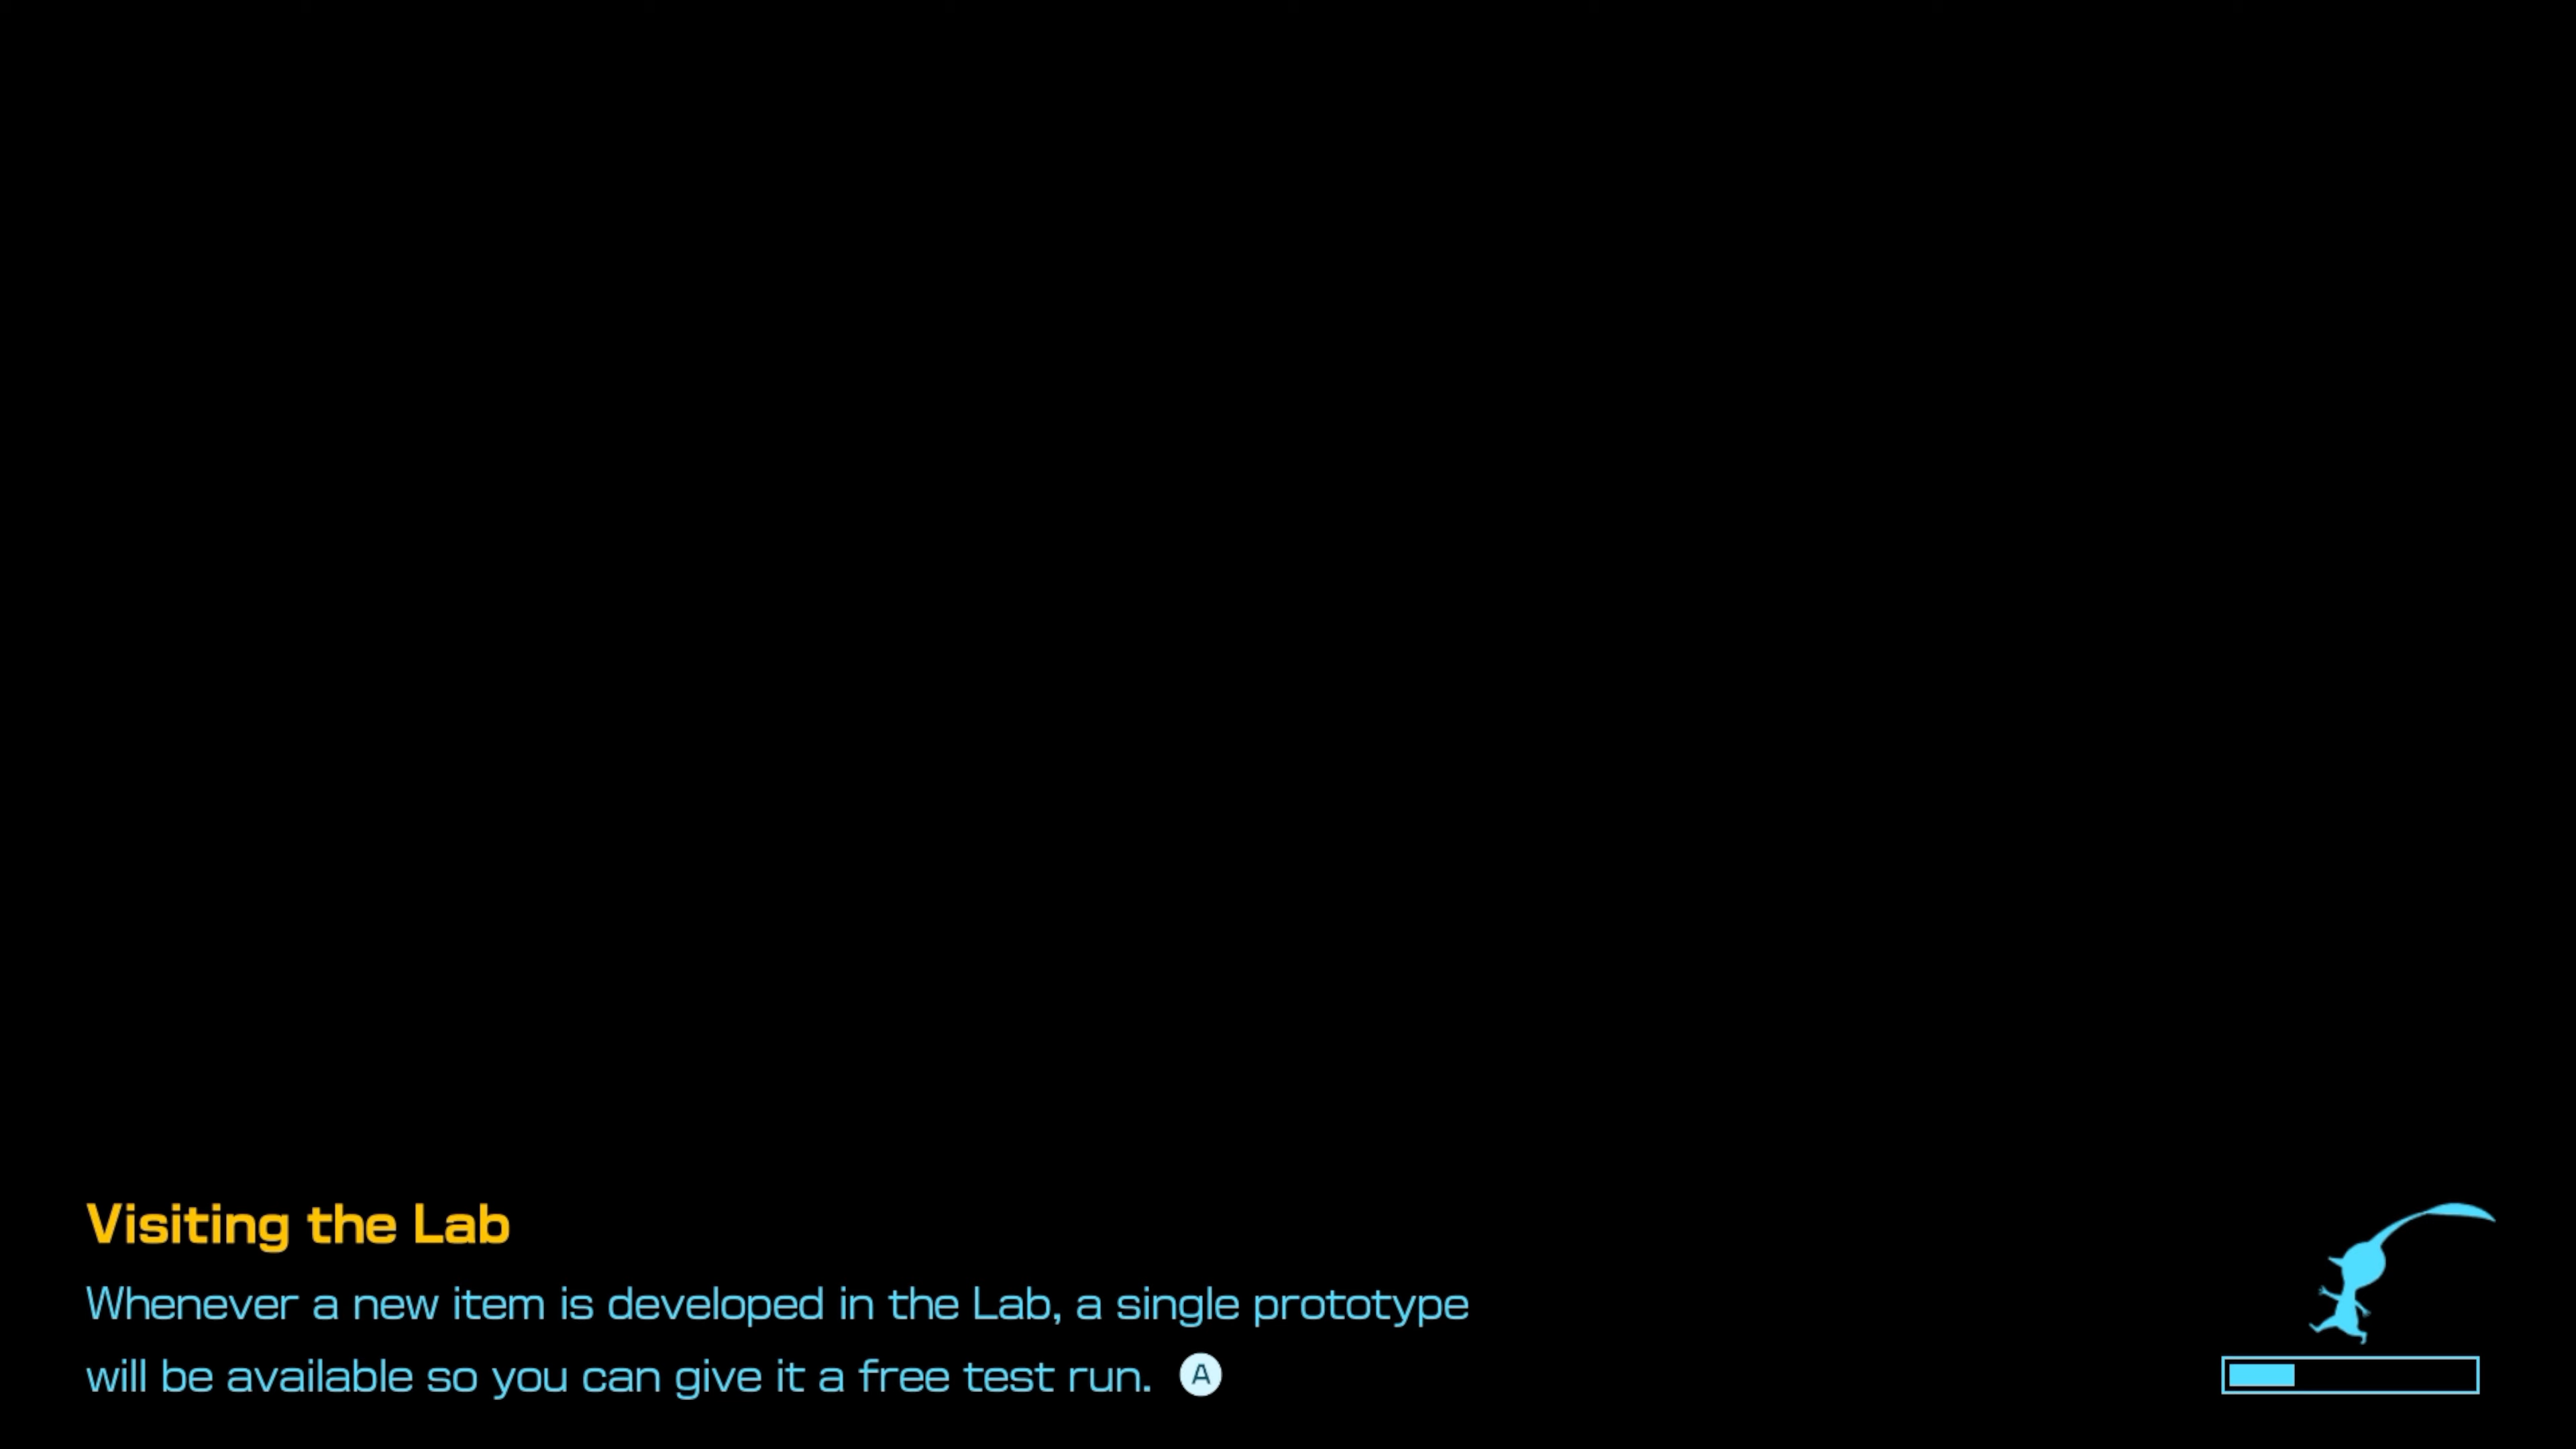 Visiting the Lab
Whenever a new item is developed in the Lab, a single prototype
will be available so you can give it a free test run. A